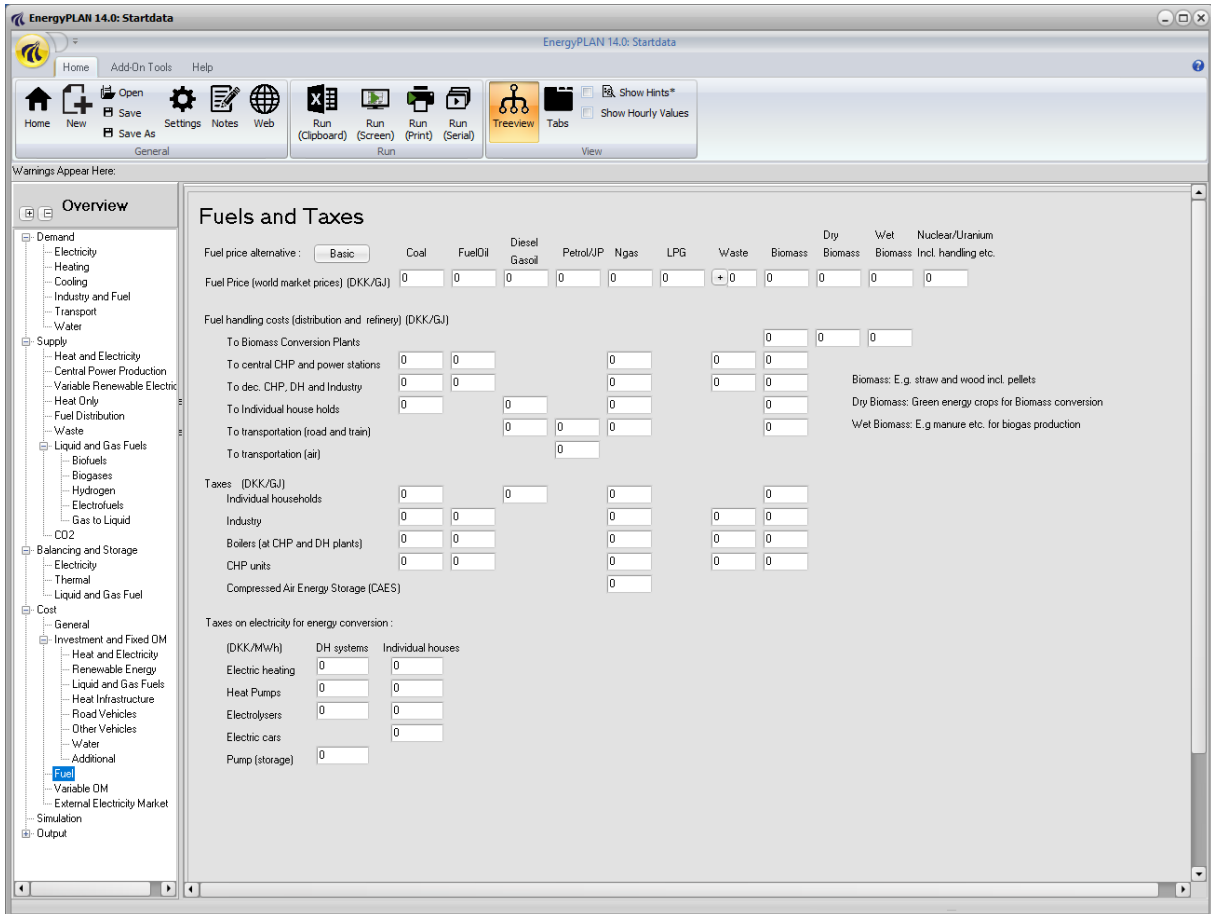 EnergyPLAN 14.0: Startdata
EnergyPLAN 14.0: Startdata
Home Add-On Tools Help
Home New Open Save Save As Settings Notes Web
General
Run (Clipboard) Run (Screen) Run (Print) Run (Serial)
Run
Treeview Tabs Show Hints* Show Hourly Values
View
Warnings Appear Here:
Overview
Demand
Electricity
Heating
Cooling
Industry and Fuel
Transport
Water
Supply
Heat and Electricity
Central Power Production
Variable Renewable Electric
Heat Only
Fuel Distribution
Waste
Liquid and Gas Fuels
Biofuels
Biogases
Hydrogen
Electrofuels
Gas to Liquid
CO2
Balancing and Storage
Electricity
Thermal
Liquid and Gas Fuel
Cost
General
Investment and Fixed OM
Heat and Electricity
Renewable Energy
Liquid and Gas Fuels
Heat Infrastructure
Road Vehicles
Other Vehicles
Water
Additional
Fuel
Variable OM
External Electricity Market
Simulation
Output
Fuels and Taxes
Fuel price alternative : Basic Coal FuelOil Diesel Gasoil Petrol/JP Ngas LPG Waste Biomass Dry Biomass Wet Biomass Nuclear/Uranium Incl. handling etc.
Fuel Price (world market prices) (DKK/GJ) 0 0 0 0 0 0 + 0 0 0 0 0
Fuel handling costs (distribution and refinery) (DKK/GJ)
To Biomass Conversion Plants 0 0 0
To central CHP and power stations 0 0 0 0 0
To dec. CHP, DH and Industry 0 0 0 0 0
To Individual house holds 0 0 0 0
To transportation (road and train) 0 0 0 0
To transportation (air) 0
Biomass: E.g. straw and wood incl. pellets
Dry Biomass: Green energy crops for Biomass conversion
Wet Biomass: E.g manure etc. for biogas production
Taxes (DKK/GJ)
Individual households 0 0 0 0
Industry 0 0 0 0 0
Boilers (at CHP and DH plants) 0 0 0 0 0
CHP units 0 0 0 0 0
Compressed Air Energy Storage (CAES) 0
Taxes on electricity for energy conversion :
(DKK/MWh) DH systems Individual houses
Electric heating 0 0
Heat Pumps 0 0
Electrolysers 0 0
Electric cars 0
Pump (storage) 0